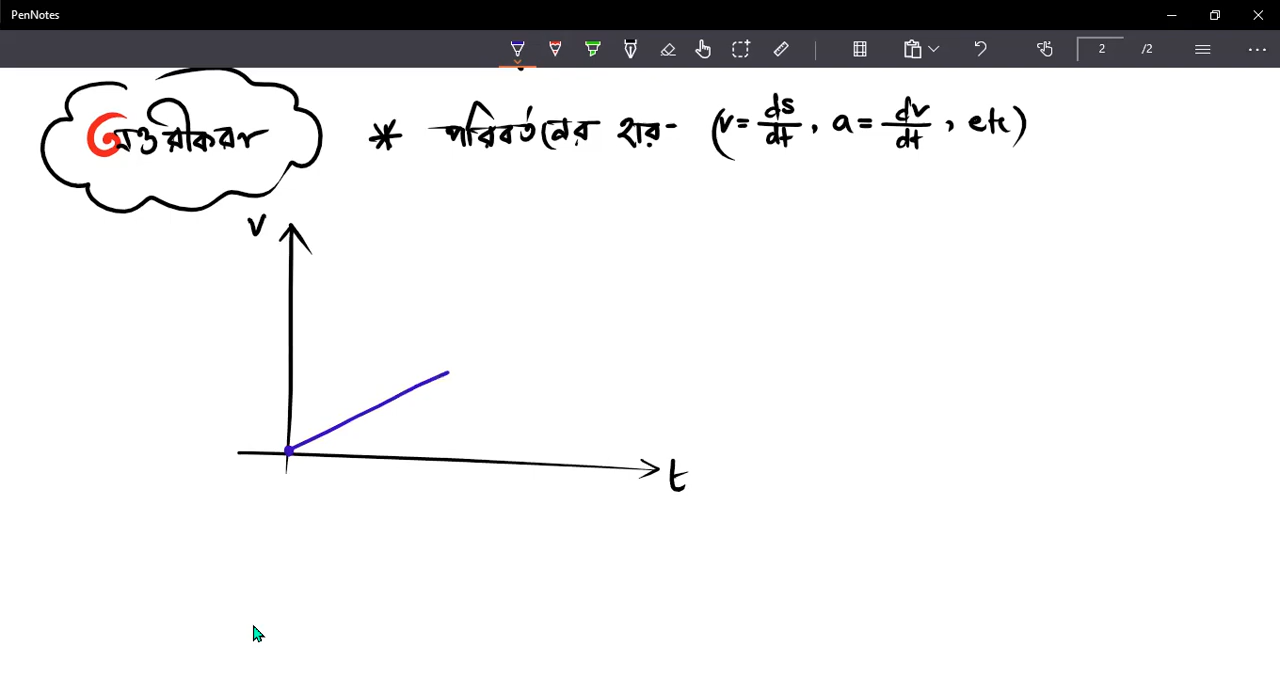 PenNotes
2 /2
অন্তরীকরণ * পরিবর্তনের হার- (v = ds/dt, a = dv/dt, etc)
v
t